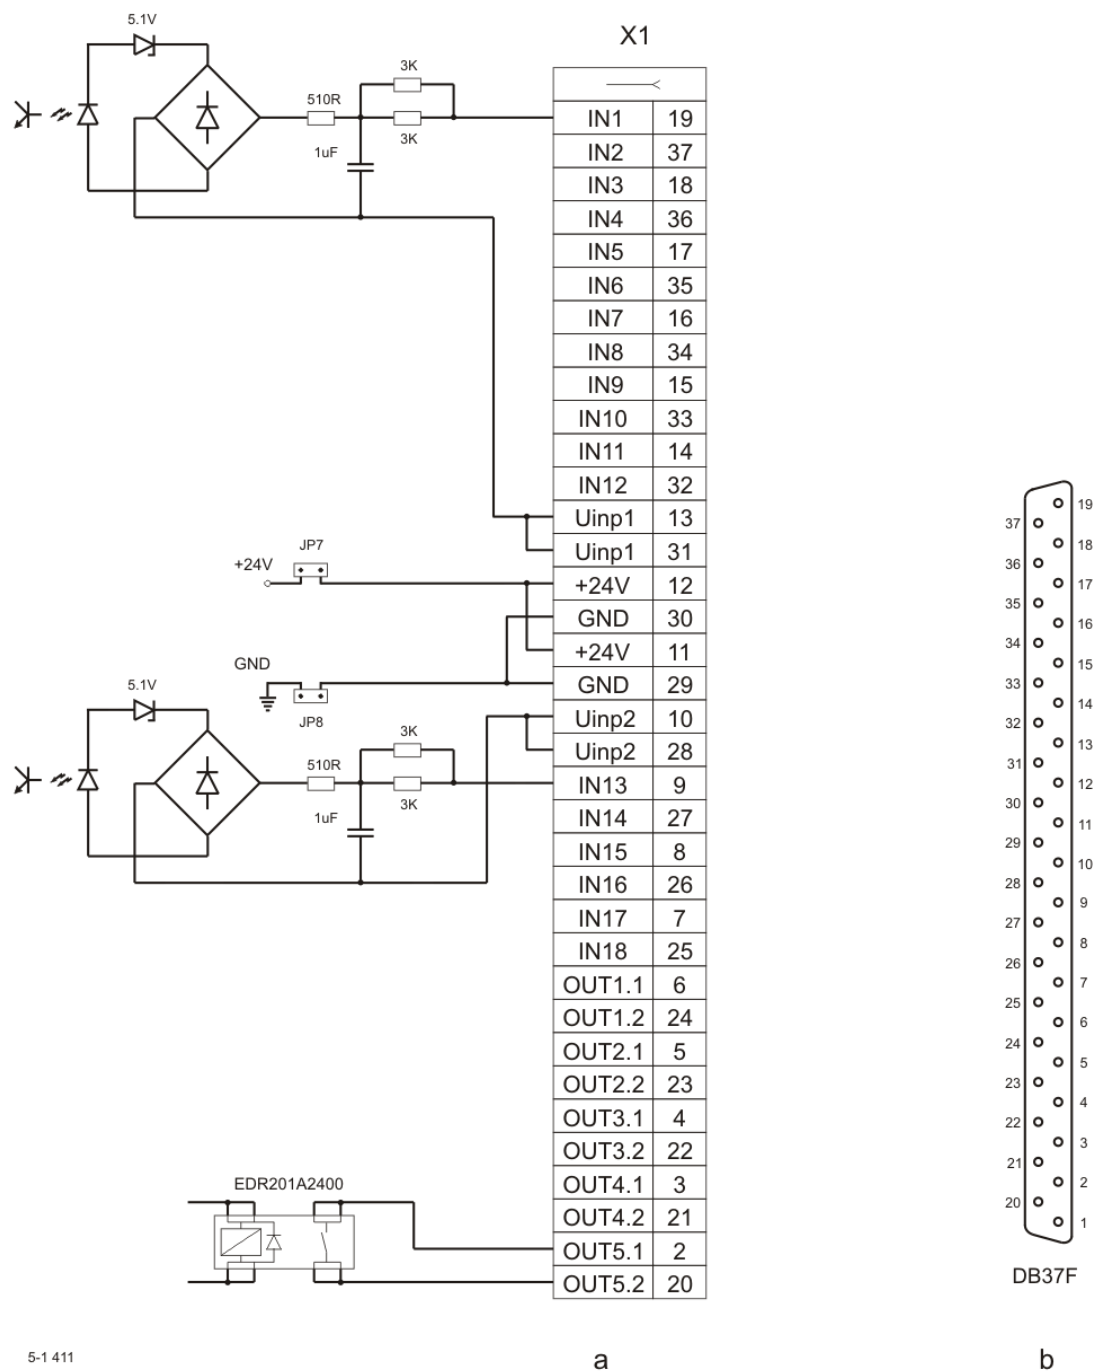 5.1V
X1
3K
510R
3K
1uF
IN1 19
IN2 37
IN3 18
IN4 36
IN5 17
IN6 35
IN7 16
IN8 34
IN9 15
IN10 33
IN11 14
IN12 32
Uinp1 13
Uinp1 31
JP7
+24V
+24V 12
GND 30
+24V 11
GND
GND 29
JP8
5.1V
Uinp2 10
3K
Uinp2 28
510R
IN13 9
3K
1uF
IN14 27
IN15 8
IN16 26
IN17 7
IN18 25
OUT1.1 6
OUT1.2 24
OUT2.1 5
OUT2.2 23
OUT3.1 4
OUT3.2 22
EDR201A2400
OUT4.1 3
OUT4.2 21
OUT5.1 2
OUT5.2 20
19
37
18
36
17
35
16
34
15
33
14
32
13
31
12
30
11
29
10
28
9
27
8
26
7
25
6
24
5
23
4
22
3
21
2
20
1
DB37F
5-1 411
a
b